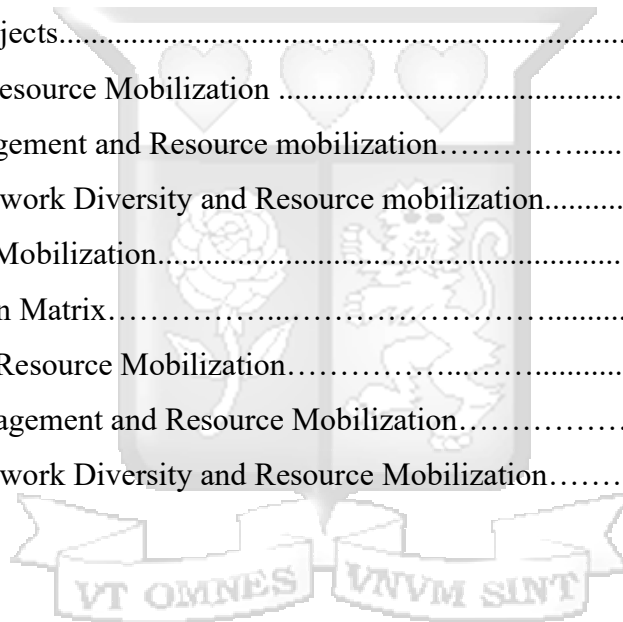 jects..........................................................................
esource Mobilization ................................................
gement and Resource mobilization……………......
work Diversity and Resource mobilization..........
Mobilization................................................................
n Matrix……………...……….………………..........
Resource Mobilization……………...……...........
agement and Resource Mobilization…………………
work Diversity and Resource Mobilization…….
VT OMNES VNVM SINT